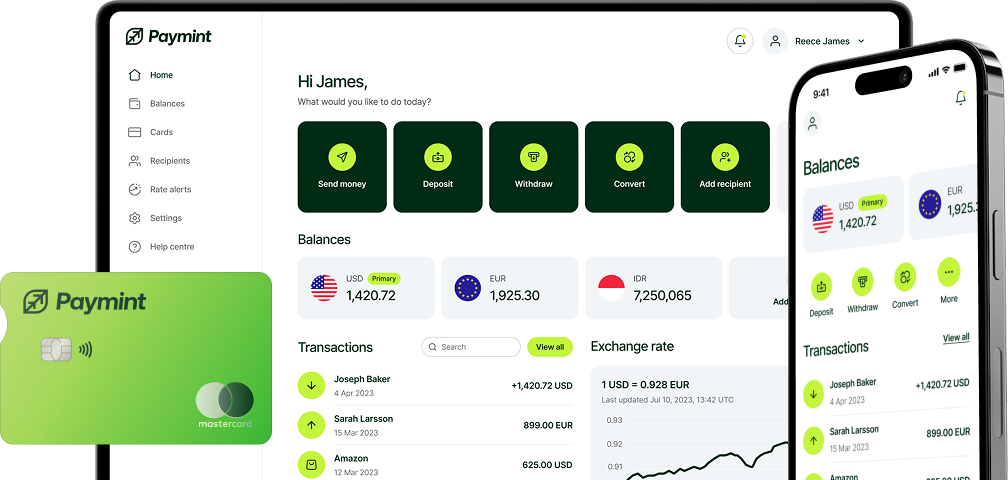 Paymint
Reece James
Home
Balances
Cards
Recipients
Rate alerts
Settings
Help centre
Hi James,
What would you like to do today?
Send money
Deposit
Withdraw
Convert
Add recipient
Balances
USD Primary
1,420.72
EUR
1,925.30
IDR
7,250,065
Add
Transactions
Search
View all
Joseph Baker
4 Apr 2023
+1,420.72 USD
Sarah Larsson
15 Mar 2023
899.00 EUR
Amazon
12 Mar 2023
625.00 USD
Exchange rate
1 USD = 0.928 EUR
Last updated Jul 10, 2023, 13:42 UTC
0.93
0.92
0.91
Paymint
mastercard
9:41
Balances
USD Primary
1,420.72
EUR
1,925.3
Deposit
Withdraw
Convert
More
Transactions
View all
Joseph Baker
4 Apr 2023
+1,420.72 USD
Sarah Larsson
15 Mar 2023
899.00 EUR
Amazon